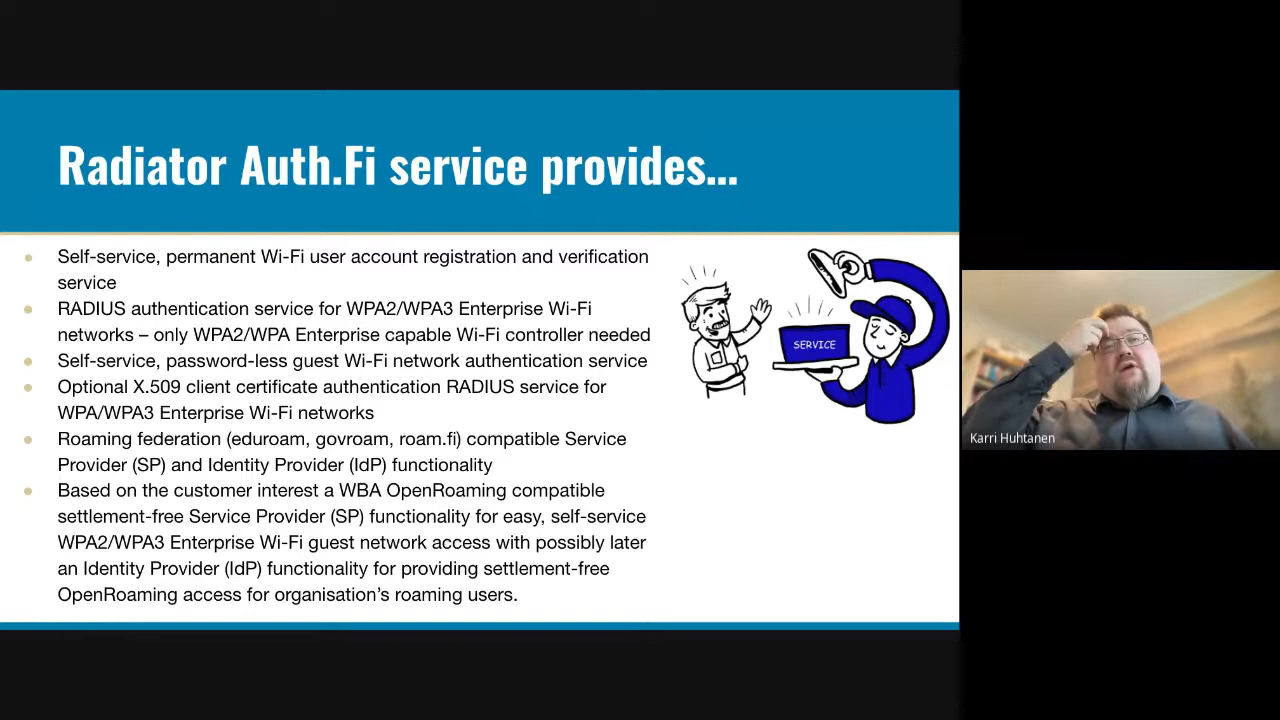 Radiator Auth.Fi service provides...
Self-service, permanent Wi-Fi user account registration and verification
service
RADIUS authentication service for WPA2/WPA3 Enterprise Wi-Fi
networks – only WPA2/WPA Enterprise capable Wi-Fi controller needed
Self-service, password-less guest Wi-Fi network authentication service
Optional X.509 client certificate authentication RADIUS service for
WPA/WPA3 Enterprise Wi-Fi networks
Roaming federation (eduroam, govroam, roam.fi) compatible Service
Provider (SP) and Identity Provider (IdP) functionality
Based on the customer interest a WBA OpenRoaming compatible
settlement-free Service Provider (SP) functionality for easy, self-service
WPA2/WPA3 Enterprise Wi-Fi guest network access with possibly later
an Identity Provider (IdP) functionality for providing settlement-free
OpenRoaming access for organisation’s roaming users.
SERVICE
Karri Huhtanen